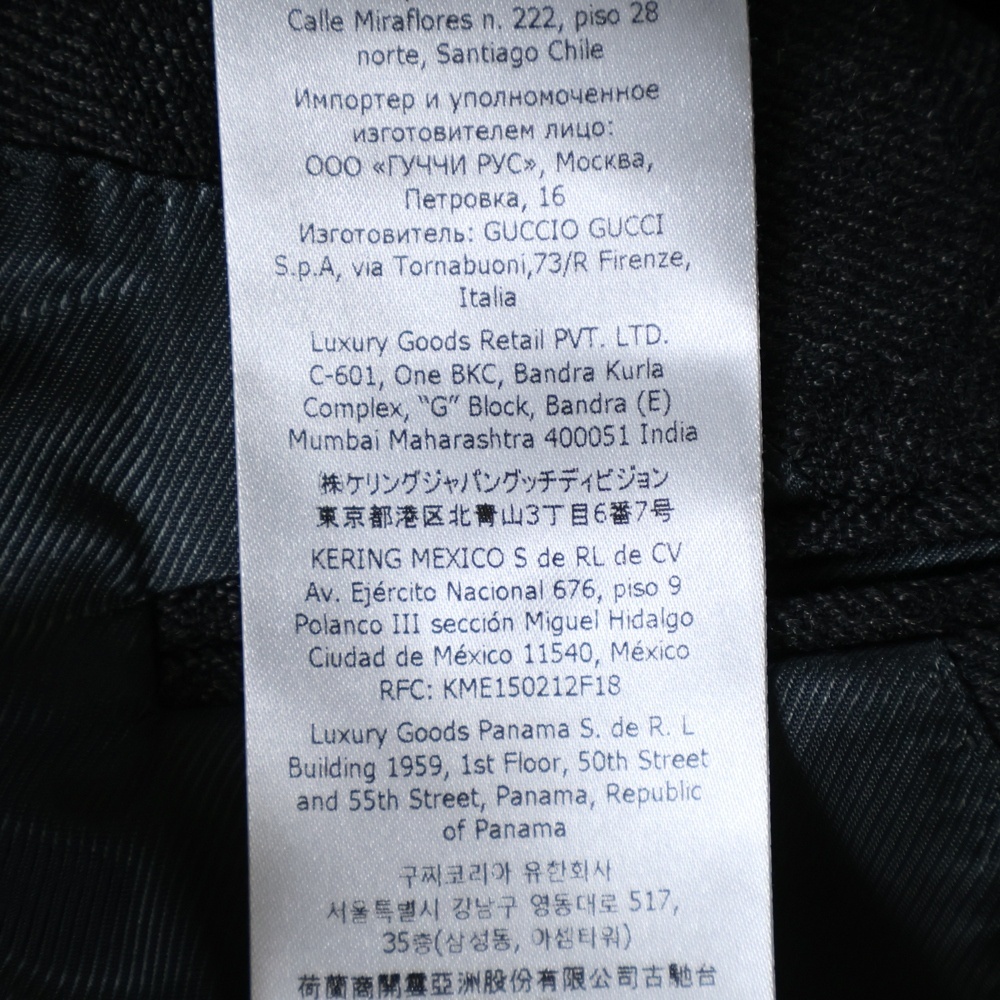 Calle Miraflores n. 222, piso 28
norte, Santiago Chile
Импортер и уполномоченное
изготовителем лицо:
ООО «ГУЧЧИ РУС», Москва,
Петровка, 16
Изготовитель: GUCCIO GUCCI
S.p.A, via Tornabuoni,73/R Firenze,
Italia
Luxury Goods Retail PVT. LTD.
C-601, One BKC, Bandra Kurla
Complex, “G” Block, Bandra (E)
Mumbai Maharashtra 400051 India
㈱ケリングジャパングッチディビジョン
東京都港区北青山3丁目6番7号
KERING MEXICO S de RL de CV
Av. Ejército Nacional 676, piso 9
Polanco III sección Miguel Hidalgo
Ciudad de México 11540, México
RFC: KME150212F18
Luxury Goods Panama S. de R. L
Building 1959, 1st Floor, 50th Street
and 55th Street, Panama, Republic
of Panama
구찌코리아 유한회사
서울특별시 강남구 영동대로 517,
35층(삼성동, 아셈타워)
荷蘭商開雲亞洲股份有限公司古馳台